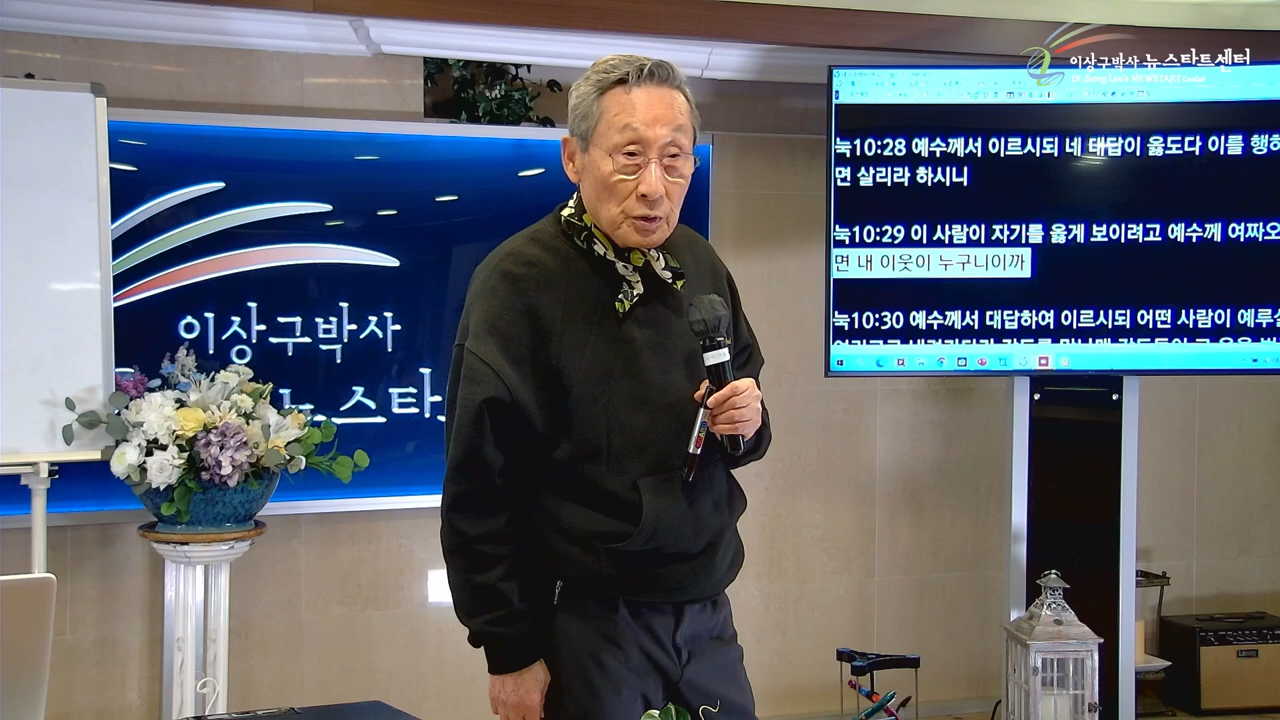 이상구박사 뉴스타트센터
Dr. Sang Lee's NEWSTART Center
눅10:28 예수께서 이르시되 네 대답이 옳도다 이를 행하
면 살리라 하시니
눅10:29 이 사람이 자기를 옳게 보이려고 예수께 여짜오
면 내 이웃이 누구니이까
눅10:30 예수께서 대답하여 이르시되 어떤 사람이 예루살
이상구박사
뉴스타